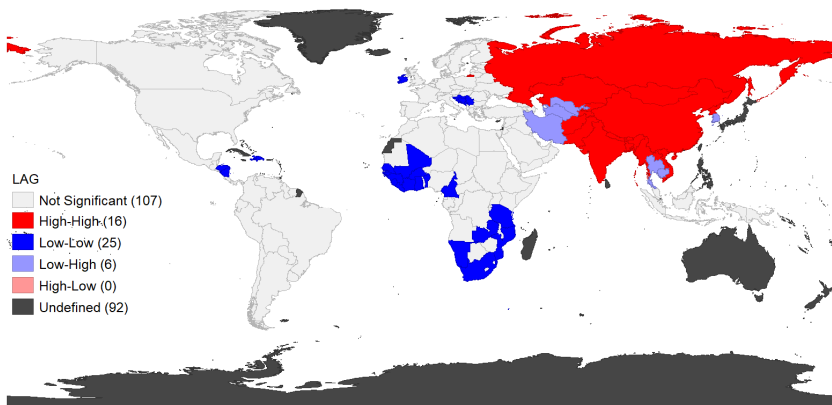 LAG
Not Significant (107)
High-High (16)
Low-Low (25)
Low-High (6)
High-Low (0)
Undefined (92)